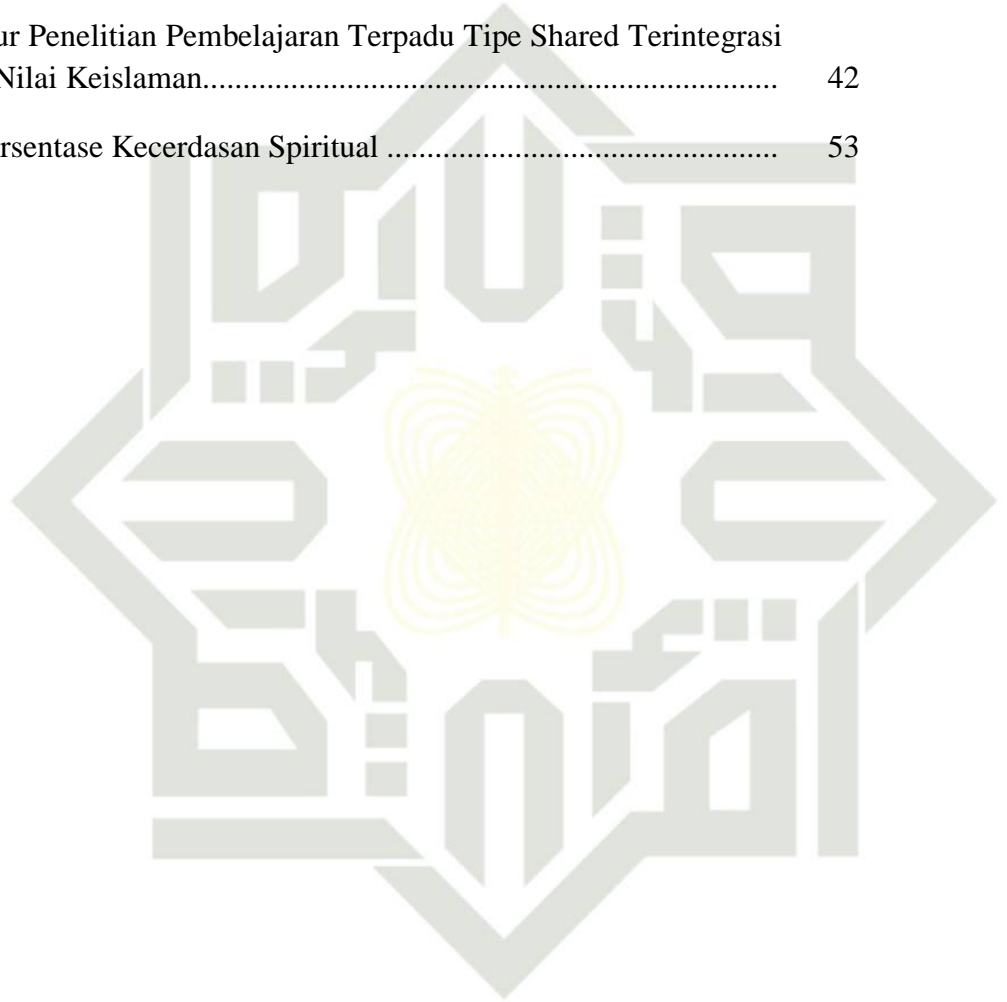 ur Penelitian Pembelajaran Terpadu Tipe Shared Terintegrasi
Nilai Keislaman....................................................................... 42
rsentase Kecerdasan Spiritual ................................................ 53